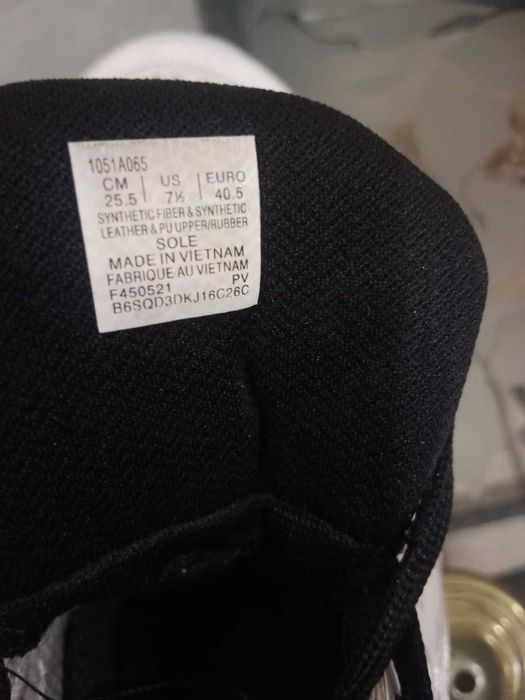 1051A065
CM | US | EURO
25.5 | 7½ | 40.5
SYNTHETIC FIBER & SYNTHETIC
LEATHER & PU UPPER/RUBBER
SOLE
MADE IN VIETNAM
FABRIQUE AU VIETNAM
F450521 PV
B6SQD3DKJ16C26C